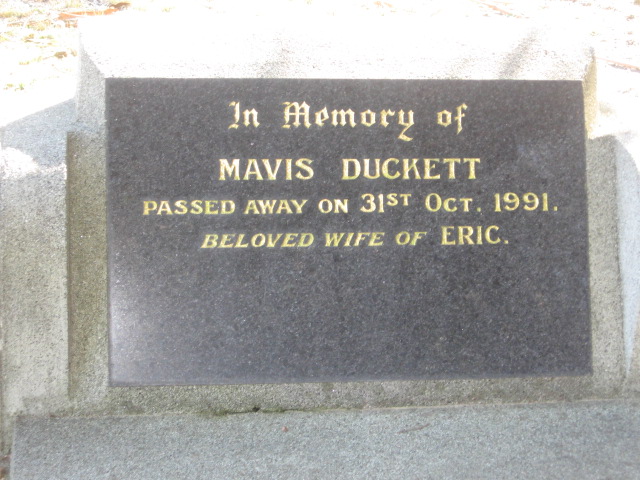 In Memory of
MAVIS DUCKETT
PASSED AWAY ON 31ST OCT. 1991.
BELOVED WIFE OF ERIC.